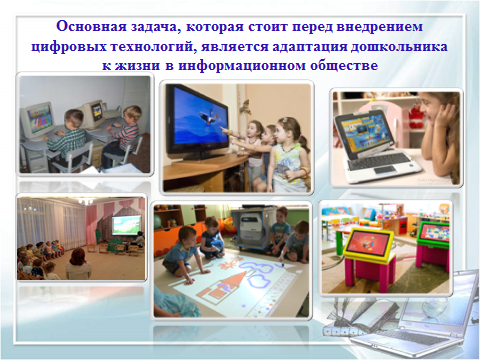 Основная задача, которая стоит перед внедрением
цифровых технологий, является адаптация дошкольника
к жизни в информационном обществе